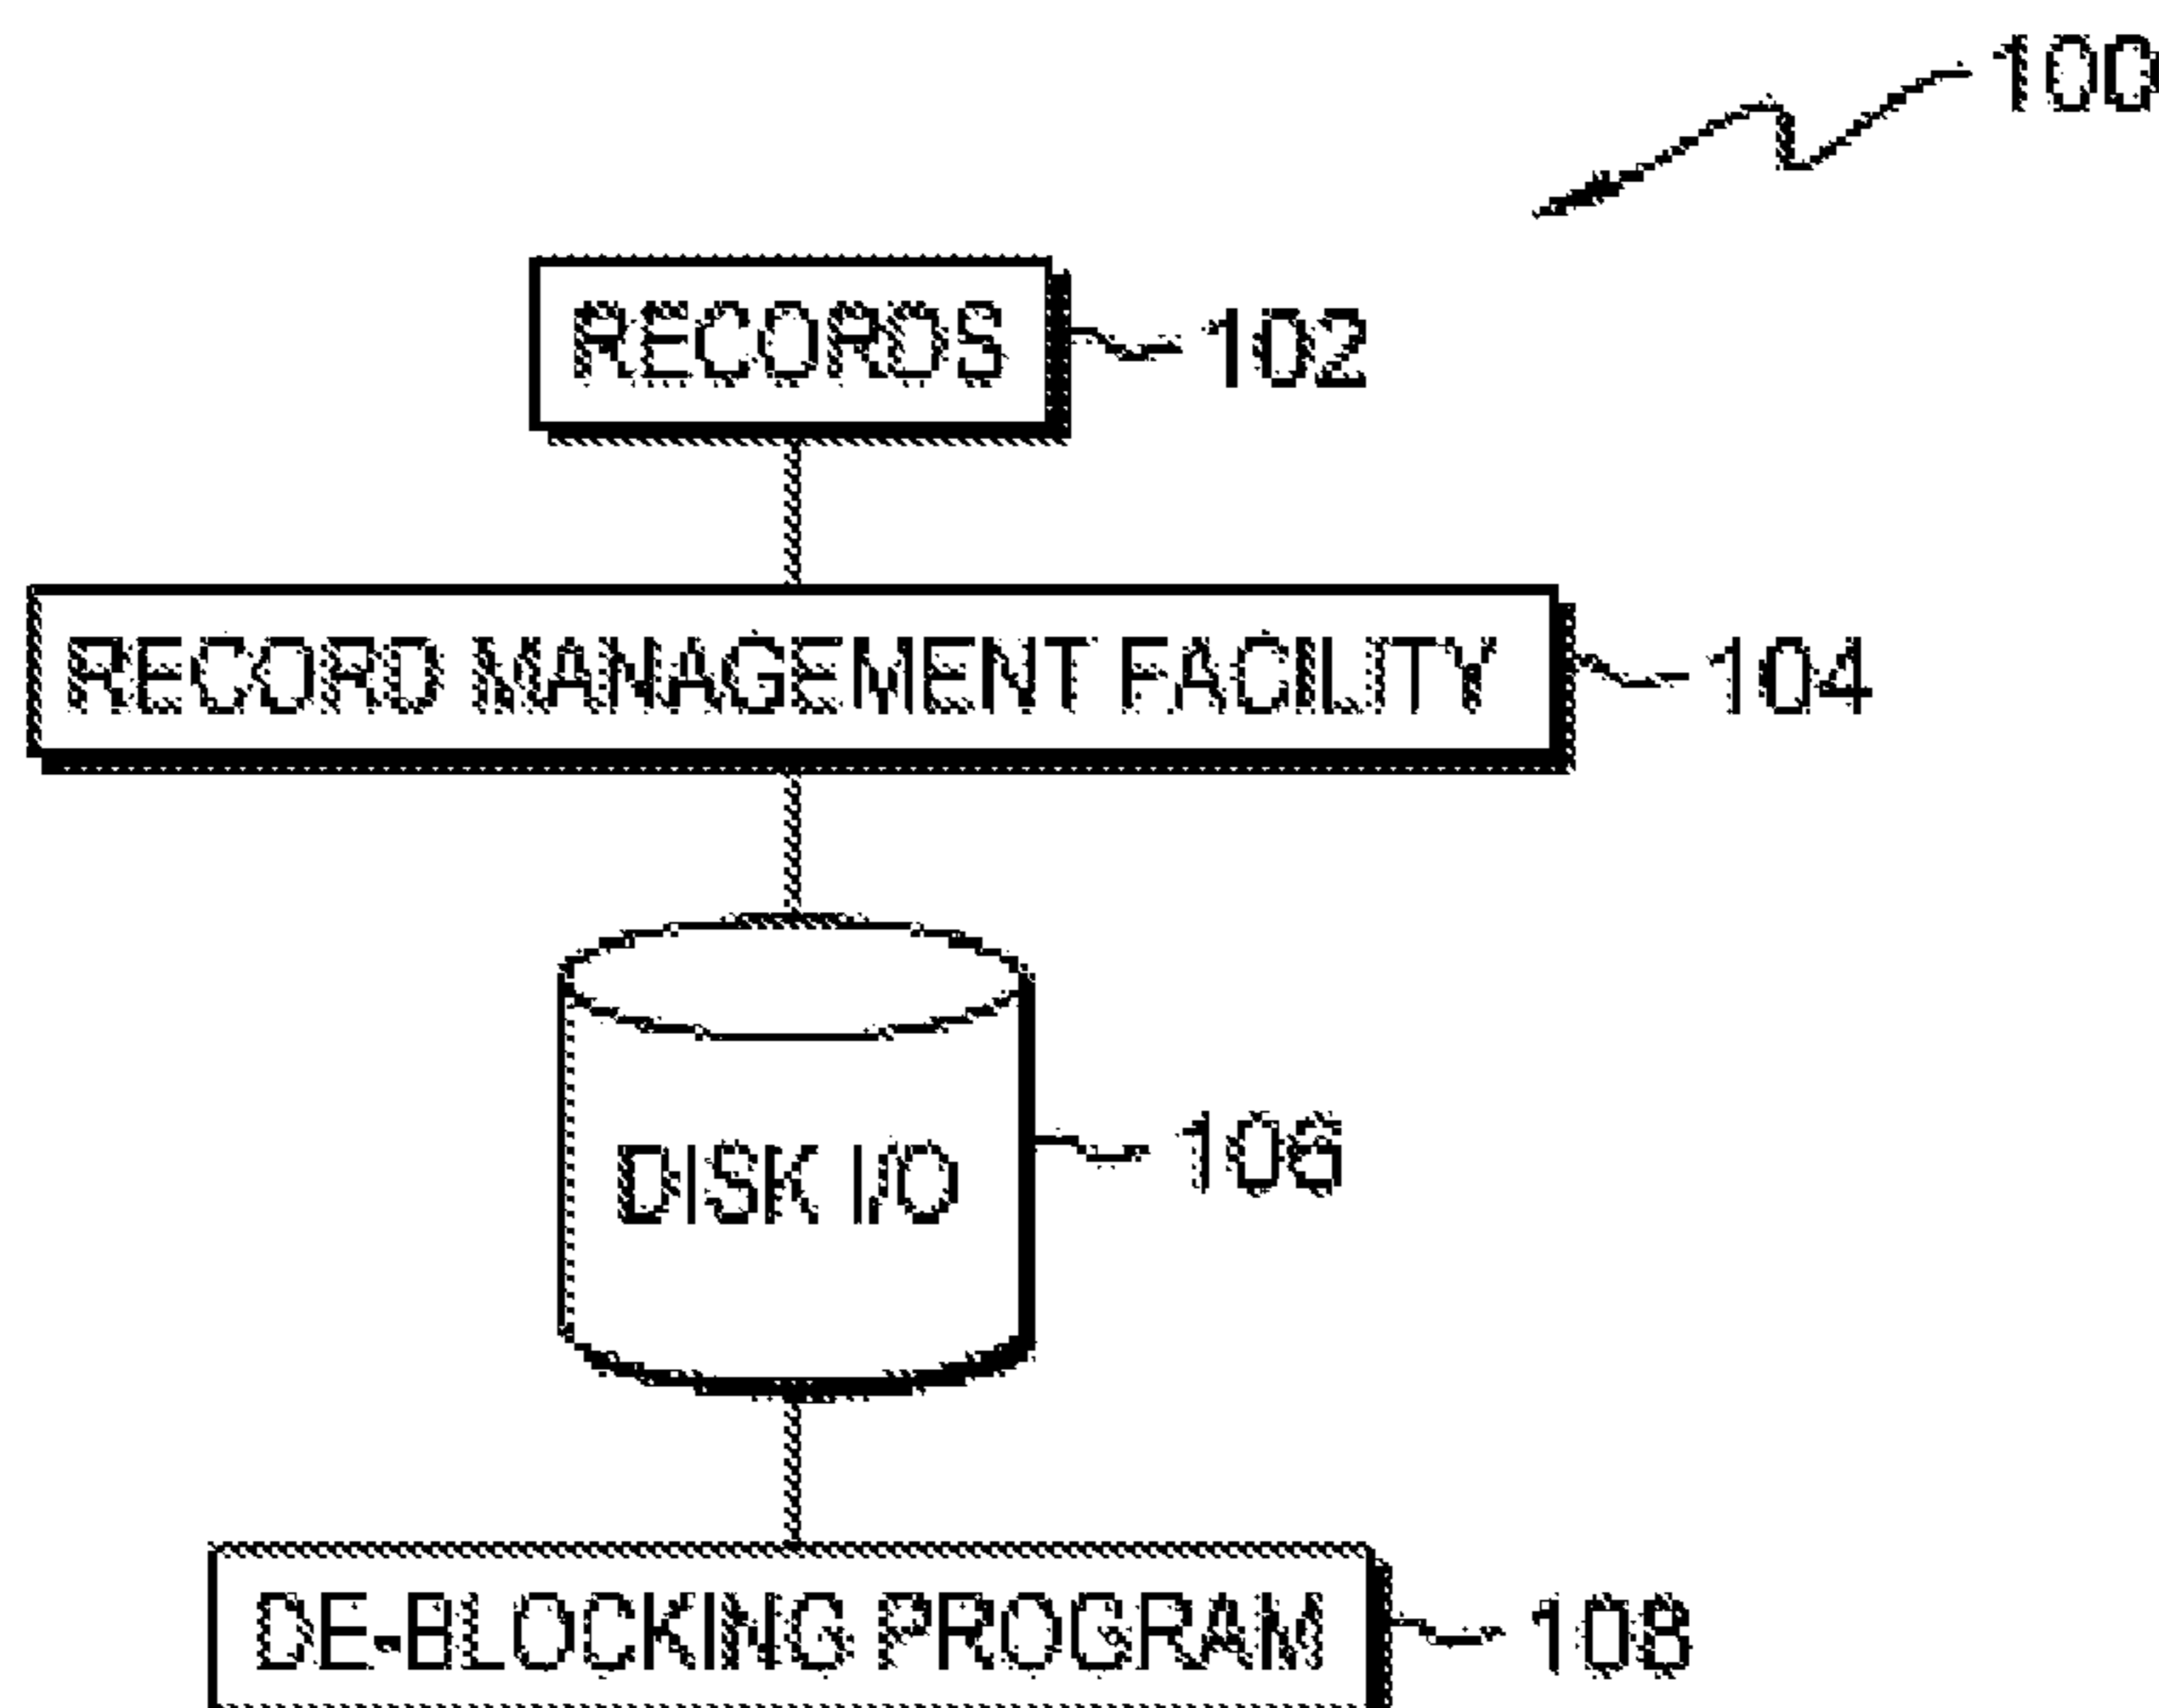 100
RECORDS 102
RECORD MANAGEMENT FACILITY 104
DISK I/O 106
DE-BLOCKING PROGRAM 108